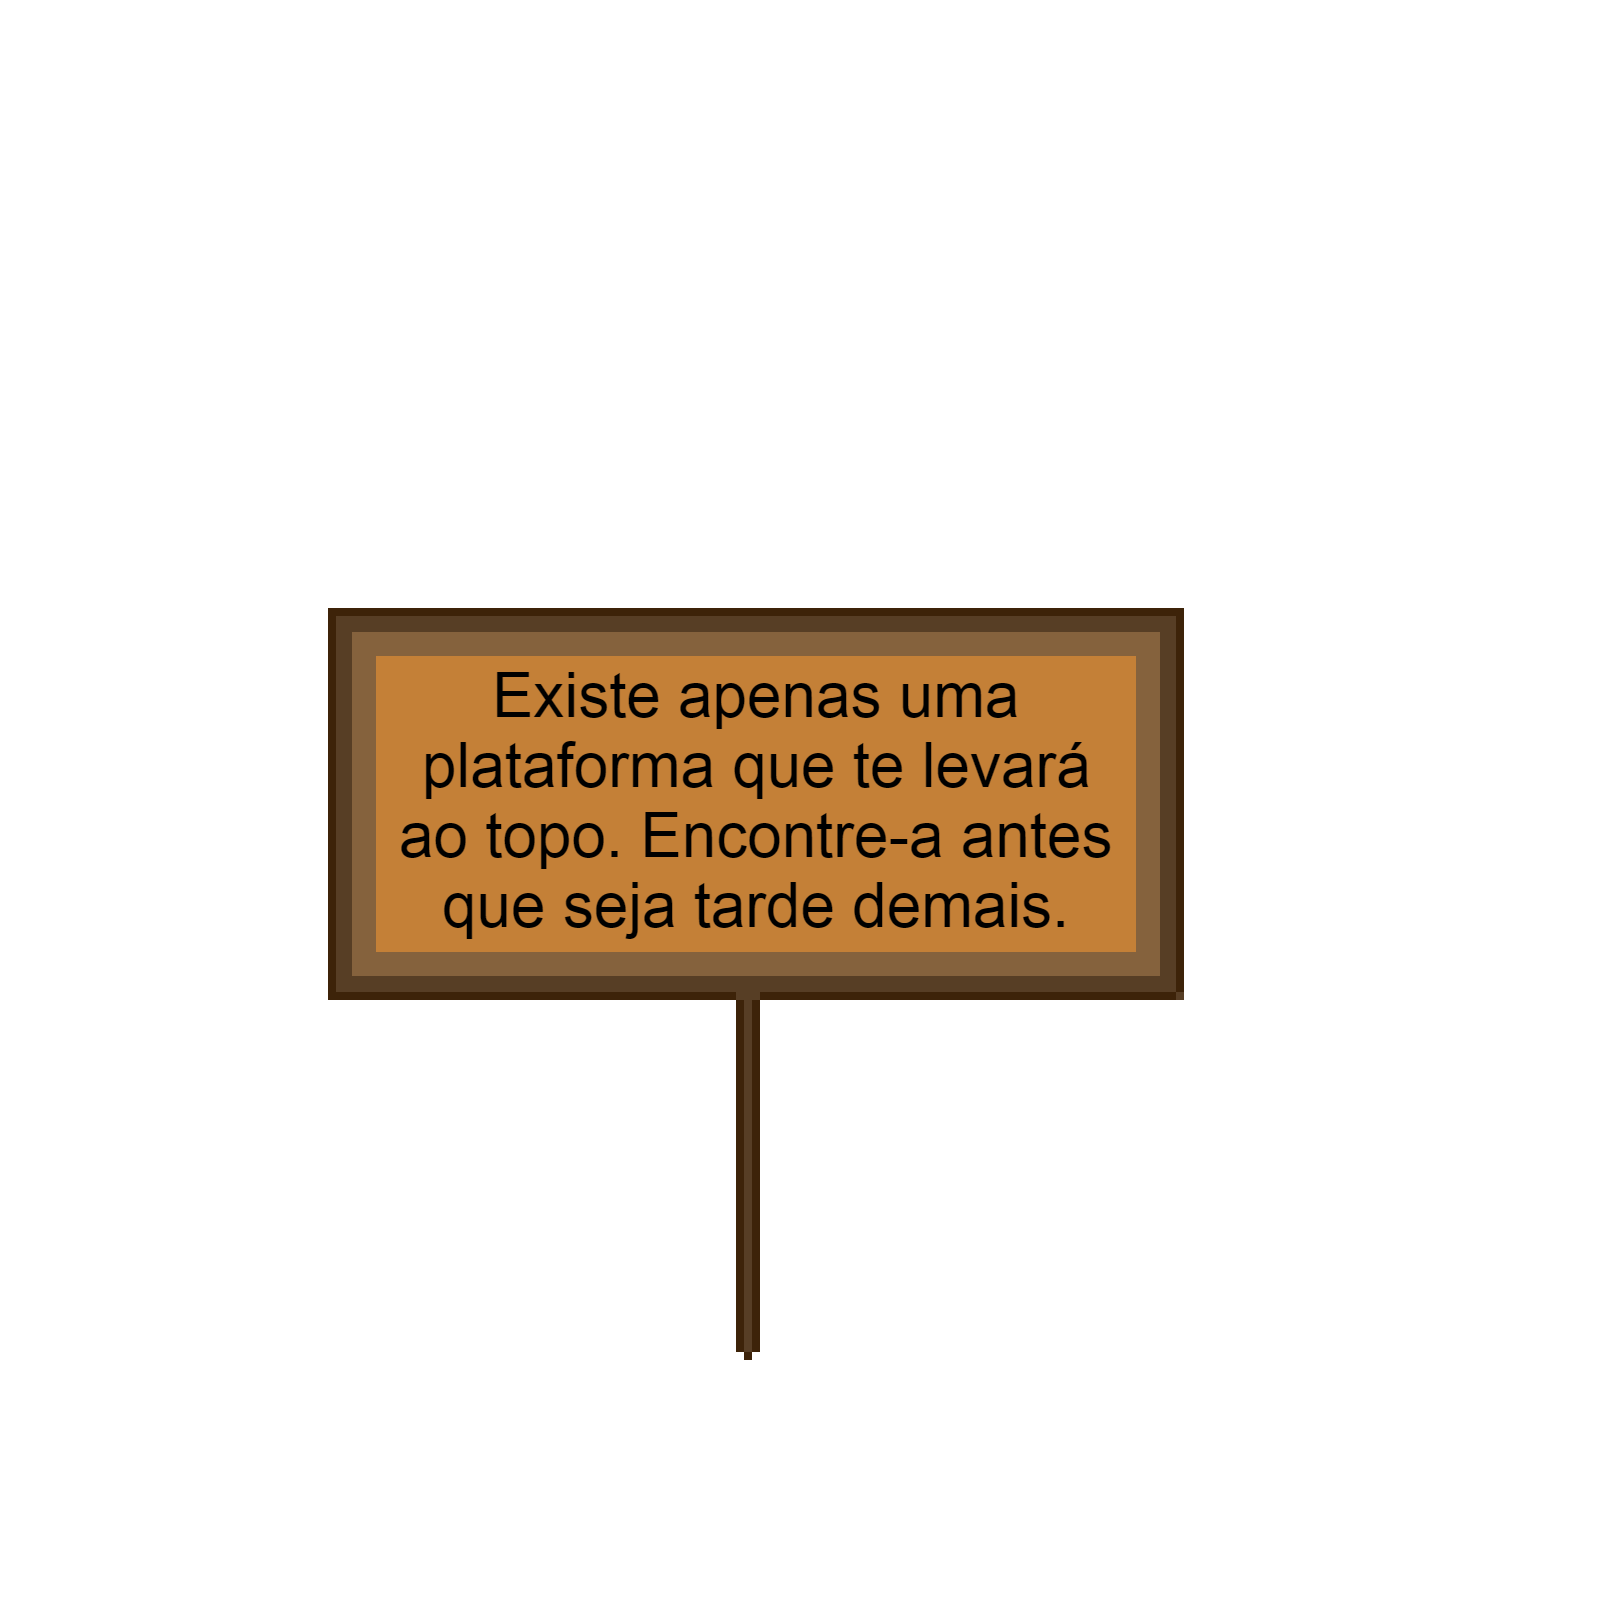 Existe apenas uma
plataforma que te levará
ao topo. Encontre-a antes
que seja tarde demais.